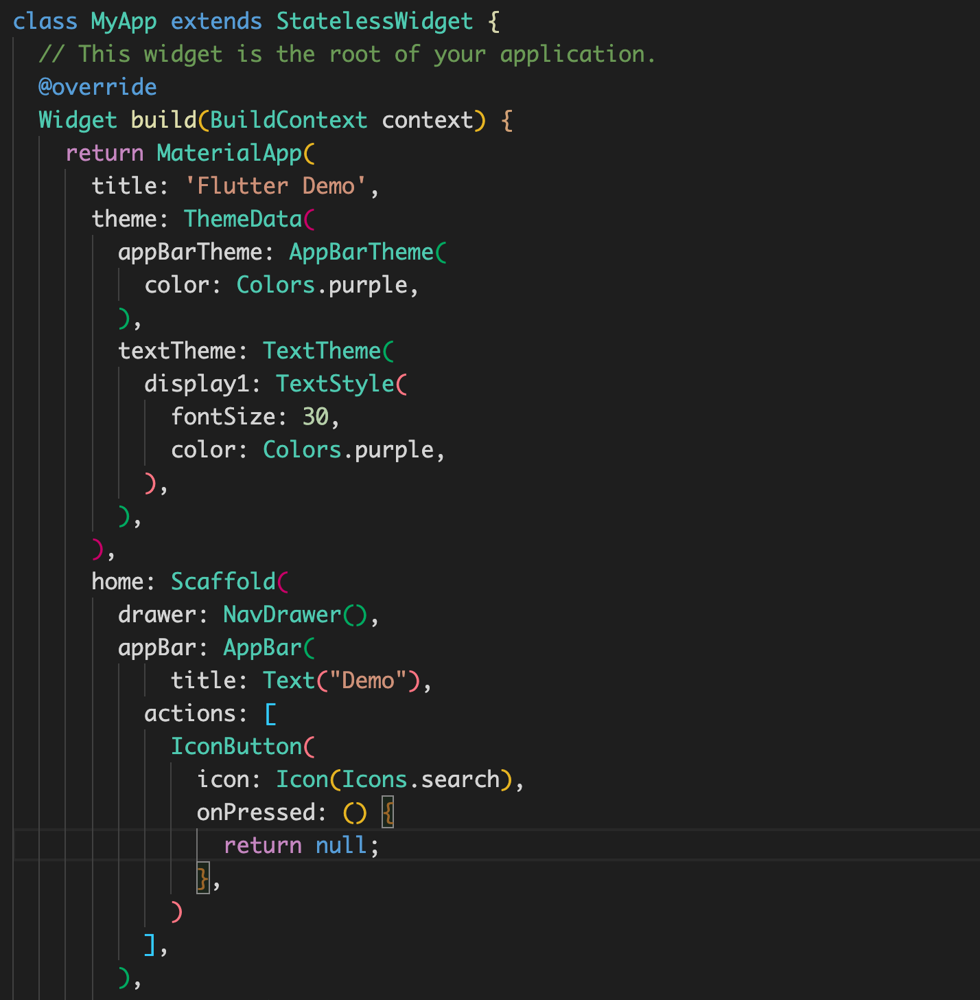 class MyApp extends StatelessWidget {
  // This widget is the root of your application.
  @override
  Widget build(BuildContext context) {
    return MaterialApp(
      title: 'Flutter Demo',
      theme: ThemeData(
        appBarTheme: AppBarTheme(
          color: Colors.purple,
        ),
        textTheme: TextTheme(
          display1: TextStyle(
            fontSize: 30,
            color: Colors.purple,
          ),
        ),
      ),
      home: Scaffold(
        drawer: NavDrawer(),
        appBar: AppBar(
            title: Text("Demo"),
          actions: [
            IconButton(
              icon: Icon(Icons.search),
              onPressed: () {
                return null;
              },
            )
          ],
        ),